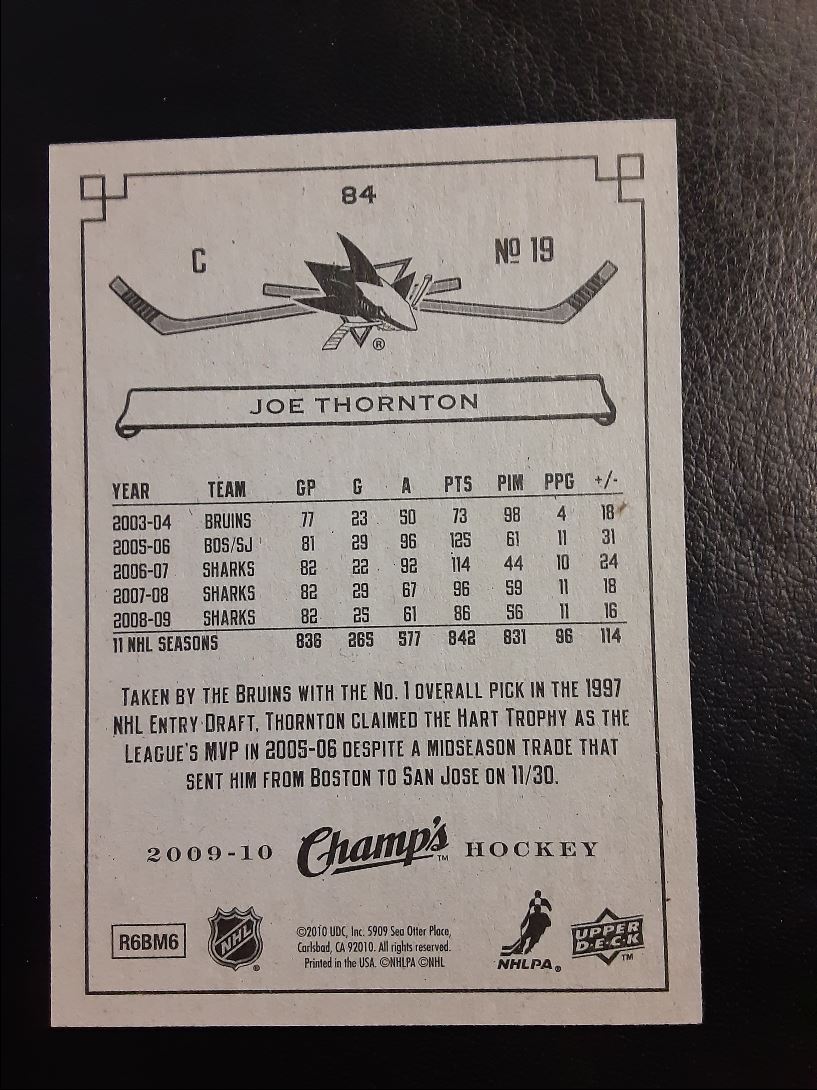 84
C
Nº 19
®
JOE THORNTON
YEAR TEAM GP G A PTS PIM PPG +/-
2003-04 BRUINS 77 23 50 73 98 4 18
2005-06 BOS/SJ 81 29 96 125 61 11 31
2006-07 SHARKS 82 22 92 114 44 10 24
2007-08 SHARKS 82 29 67 96 59 11 18
2008-09 SHARKS 82 25 61 86 56 11 16
11 NHL SEASONS 836 265 577 842 831 96 114
TAKEN BY THE BRUINS WITH THE NO. 1 OVERALL PICK IN THE 1997
NHL ENTRY DRAFT, THORNTON CLAIMED THE HART TROPHY AS THE
LEAGUE'S MVP IN 2005-06 DESPITE A MIDSEASON TRADE THAT
SENT HIM FROM BOSTON TO SAN JOSE ON 11/30.
2009-10 Champ's™ HOCKEY
R6BM6
NHL ®
©2010 UDC, Inc. 5909 Sea Otter Place,
Carlsbad, CA 92010. All rights reserved.
Printed in the USA. ©NHLPA ©NHL
NHLPA®
UPPER
D·E·C·K
™